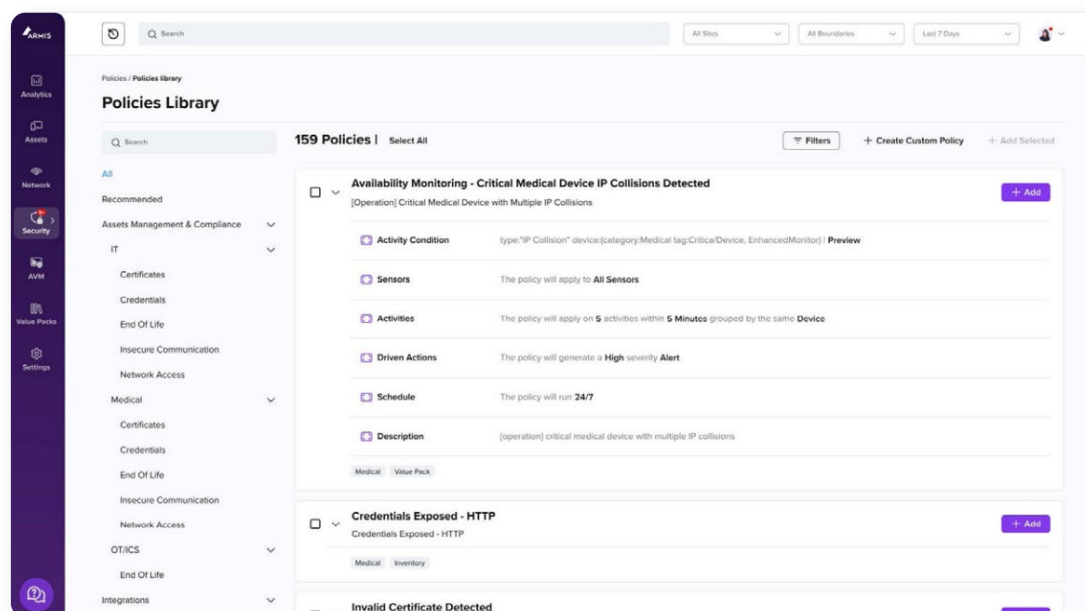 ARMIS
Search
All Sites
All Boundaries
Last 7 Days
Analytics
Assets
Network
Security
AVM
Value Packs
Settings
Policies / Policies library
Policies Library
Search
All
Recommended
Assets Management & Compliance
IT
Certificates
Credentials
End Of Life
Insecure Communication
Network Access
Medical
Certificates
Credentials
End Of Life
Insecure Communication
Network Access
OT/ICS
End Of Life
Integrations
159 Policies | Select All
Filters
+ Create Custom Policy
+ Add Selected
Availability Monitoring - Critical Medical Device IP Collisions Detected
[Operation] Critical Medical Device with Multiple IP Collisions
+ Add
Activity Condition type:"IP Collision" device:(category:Medical tag:Critical/Device, EnhancedMonitor) | Preview
Sensors The policy will apply to All Sensors
Activities The policy will apply on 5 activities within 5 Minutes grouped by the same Device
Driven Actions The policy will generate a High severity Alert
Schedule The policy will run 24/7
Description [operation] critical medical device with multiple IP collisions
Medical Value Pack
Credentials Exposed - HTTP
Credentials Exposed - HTTP
+ Add
Medical Inventory
Invalid Certificate Detected